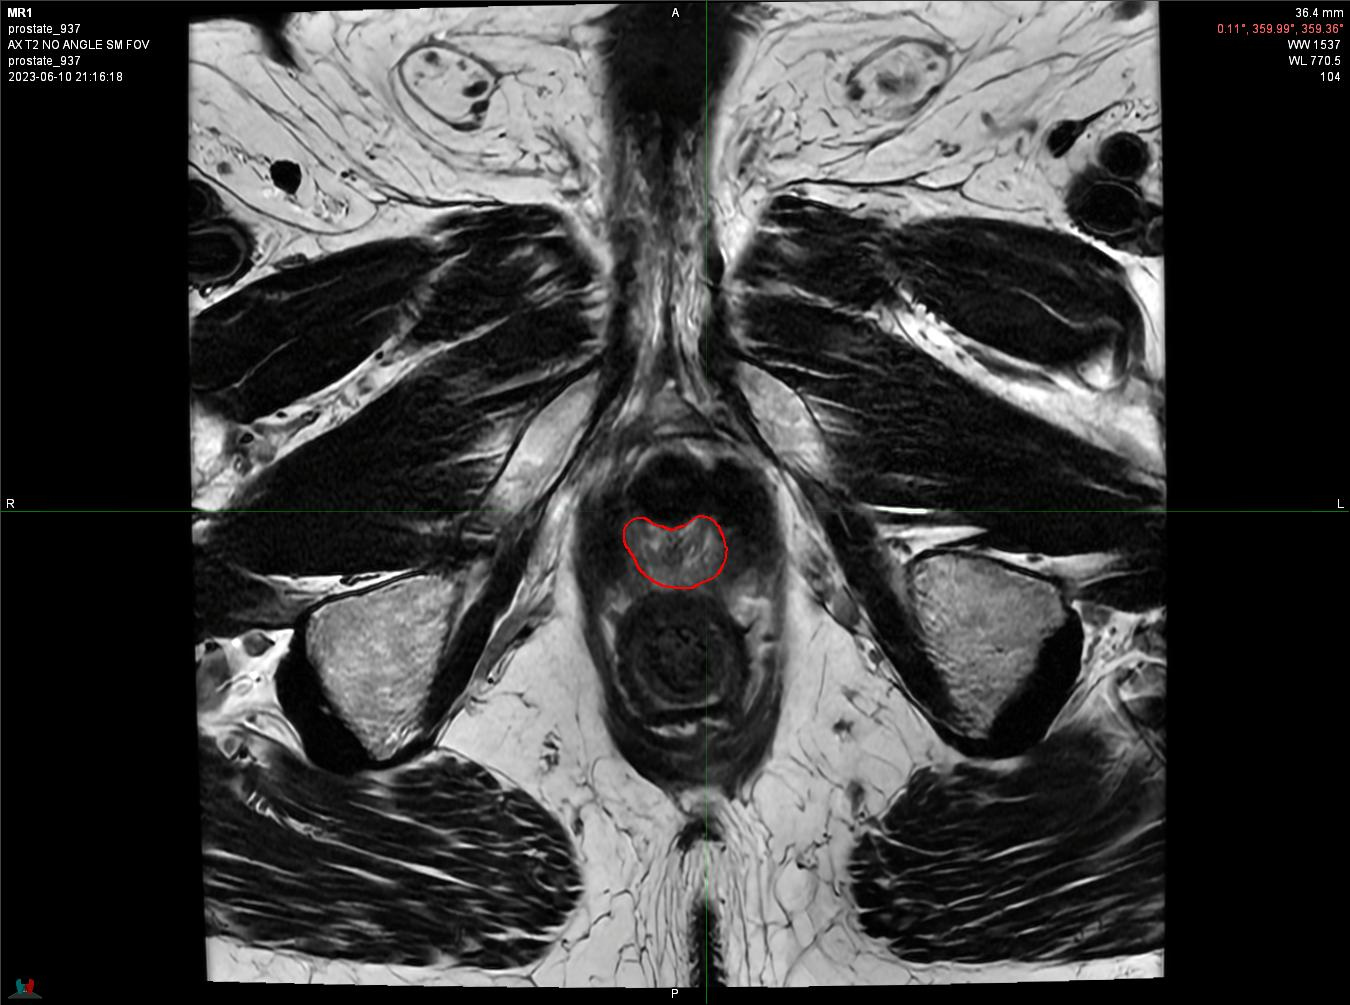 MR1
prostate_937
AX T2 NO ANGLE SM FOV
prostate_937
2023-06-10 21:16:18
A
36.4 mm
0.11°, 359.99°, 359.36°
WW 1537
WL 770.5
104
R
L
P